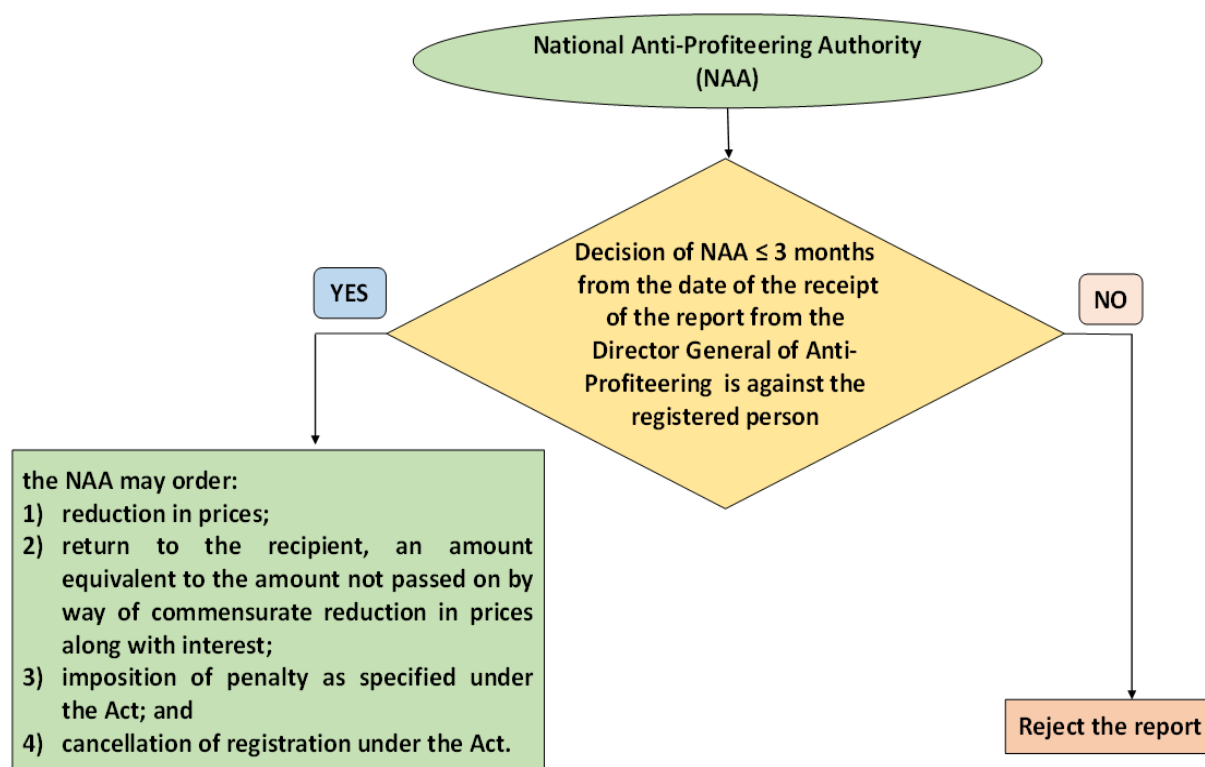 National Anti-Profiteering Authority
(NAA)
Decision of NAA ≤ 3 months
from the date of the receipt
of the report from the
Director General of Anti-
Profiteering is against the
registered person
YES
NO
the NAA may order:
1) reduction in prices;
2) return to the recipient, an amount
equivalent to the amount not passed on by
way of commensurate reduction in prices
along with interest;
3) imposition of penalty as specified under
the Act; and
4) cancellation of registration under the Act.
Reject the report